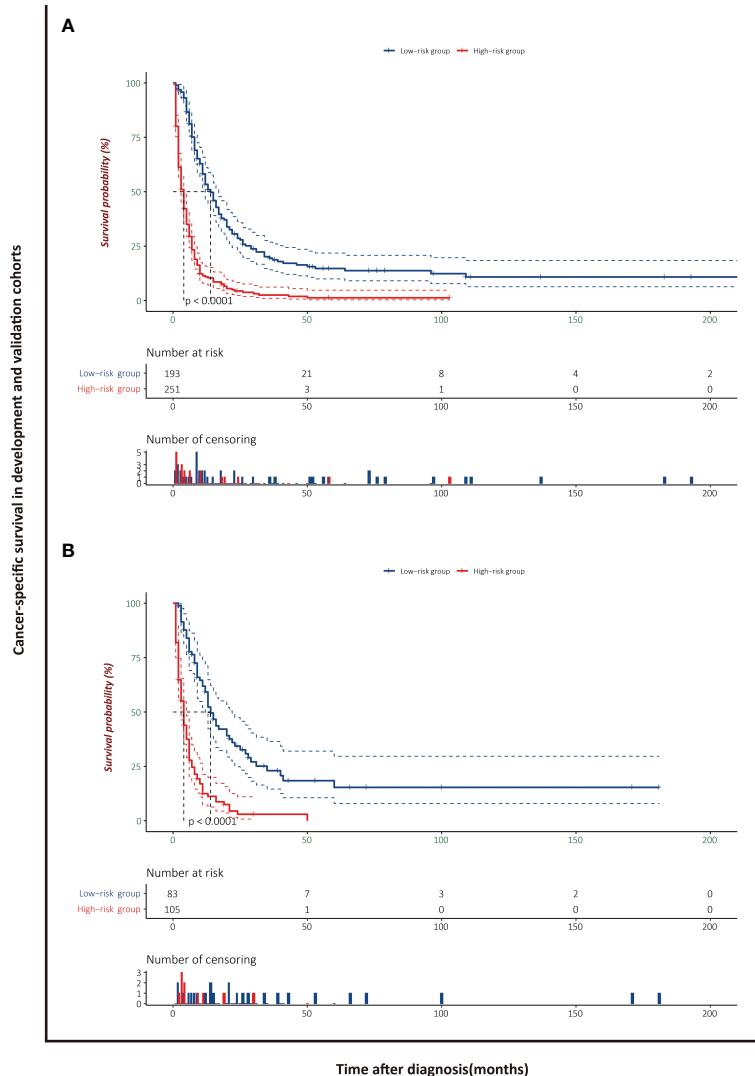 A
Low-risk group High-risk group
100
75
50
25
0
Survival probability (%)
p < 0.0001
0 50 100 150 200
Number at risk
Low-risk group 193 21 8 4 2
High-risk group 251 3 1 0 0
0 50 100 150 200
Number of censoring
5
3
2
1
0
0 50 100 150 200
B
Low-risk group High-risk group
100
75
50
25
0
Survival probability (%)
p < 0.0001
0 50 100 150 200
Number at risk
Low-risk group 83 7 3 2 0
High-risk group 105 1 0 0 0
0 50 100 150 200
Number of censoring
3
2
1
0
0 50 100 150 200
Cancer-specific survival in development and validation cohorts
Time after diagnosis(months)